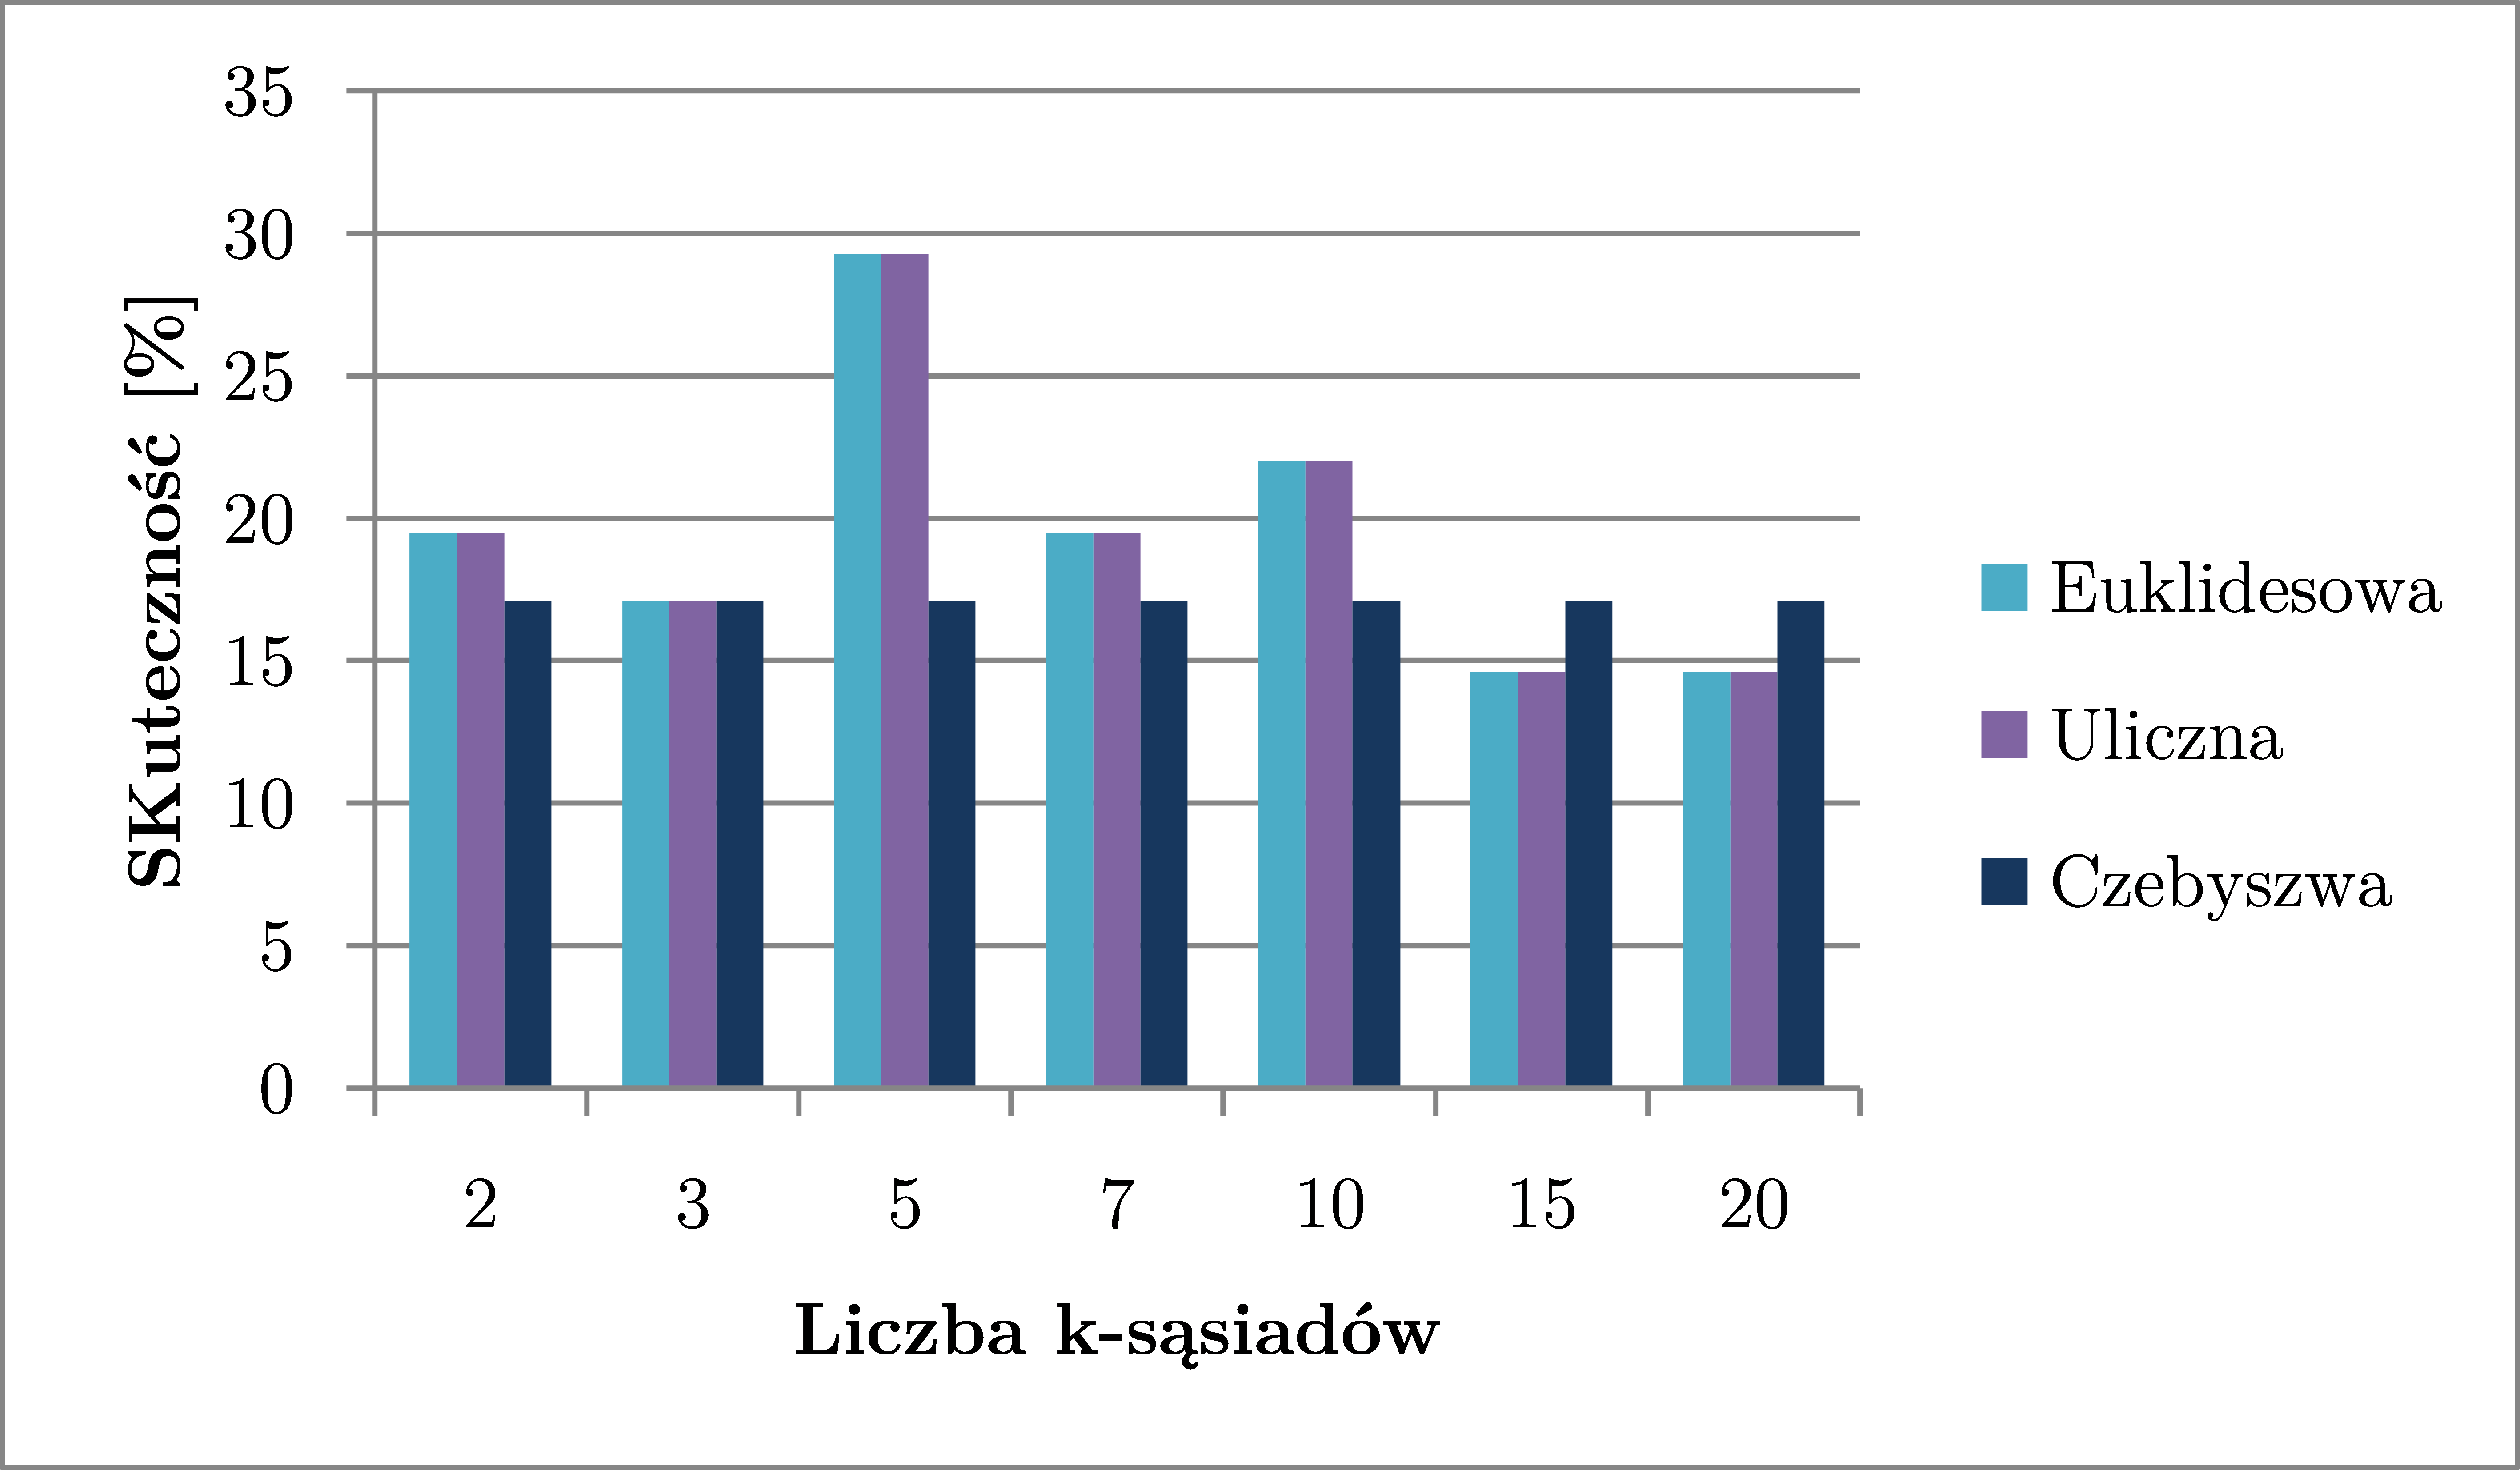 35
30
25
20
15
10
5
0
SKuteczność [%]
2 3 5 7 10 15 20
Liczba k-sąsiadów
Euklidesowa
Uliczna
Czebyszwa